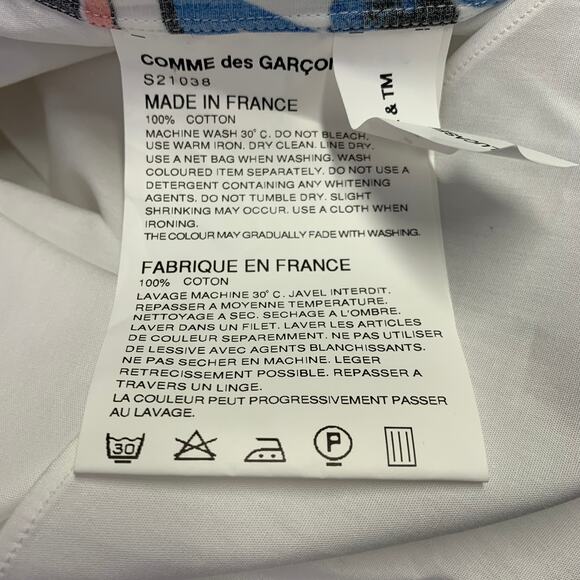 COMME des GARÇON
S21038
MADE IN FRANCE
100% COTTON
MACHINE WASH 30°C. DO NOT BLEACH.
USE WARM IRON. DRY CLEAN. LINE DRY.
USE A NET BAG WHEN WASHING. WASH
COLOURED ITEM SEPARATELY. DO NOT USE A
DETERGENT CONTAINING ANY WHITENING
AGENTS. DO NOT TUMBLE DRY. SLIGHT
SHRINKING MAY OCCUR. USE A CLOTH WHEN
IRONING.
THE COLOUR MAY GRADUALLY FADE WITH WASHING.
FABRIQUE EN FRANCE
100% COTON
LAVAGE MACHINE 30°C. JAVEL INTERDIT.
REPASSER A MOYENNE TEMPERATURE.
NETTOYAGE A SEC. SECHAGE A L'OMBRE.
LAVER DANS UN FILET. LAVER LES ARTICLES
DE COULEUR SEPAREMMENT. NE PAS UTILISER
DE LESSIVE AVEC AGENTS BLANCHISSANTS.
NE PAS SECHER EN MACHINE. LEGER
RETRECISSEMENT POSSIBLE. REPASSER A
TRAVERS UN LINGE.
LA COULEUR PEUT PROGRESSIVEMENT PASSER
AU LAVAGE.
30 P
& TM